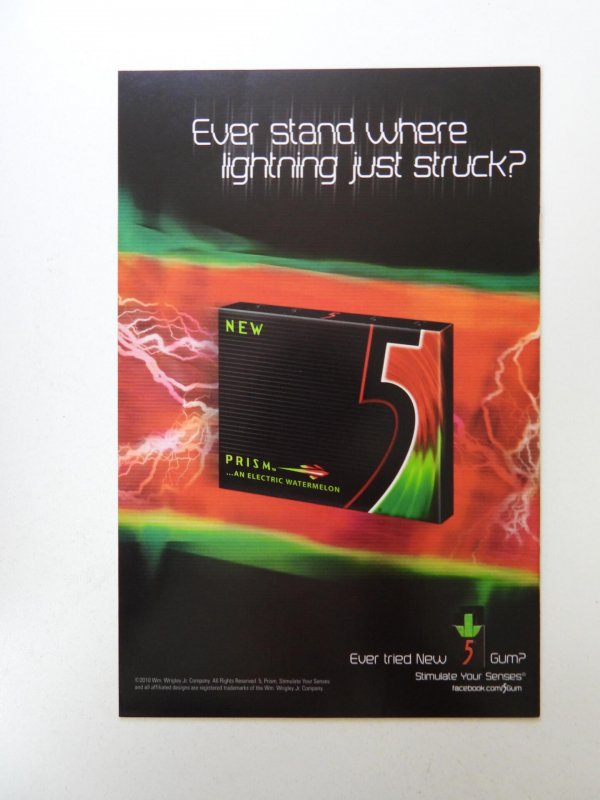 Ever stand where
lightning just struck?
5
NEW
5
PRISM™
...AN ELECTRIC WATERMELON
Ever tried New 5 Gum?
Stimulate Your Senses®
facebook.com/5Gum
©2010 Wm. Wrigley Jr. Company. All Rights Reserved. 5, Prism, Stimulate Your Senses
and all affiliated designs are registered trademarks of the Wm. Wrigley Jr. Company.